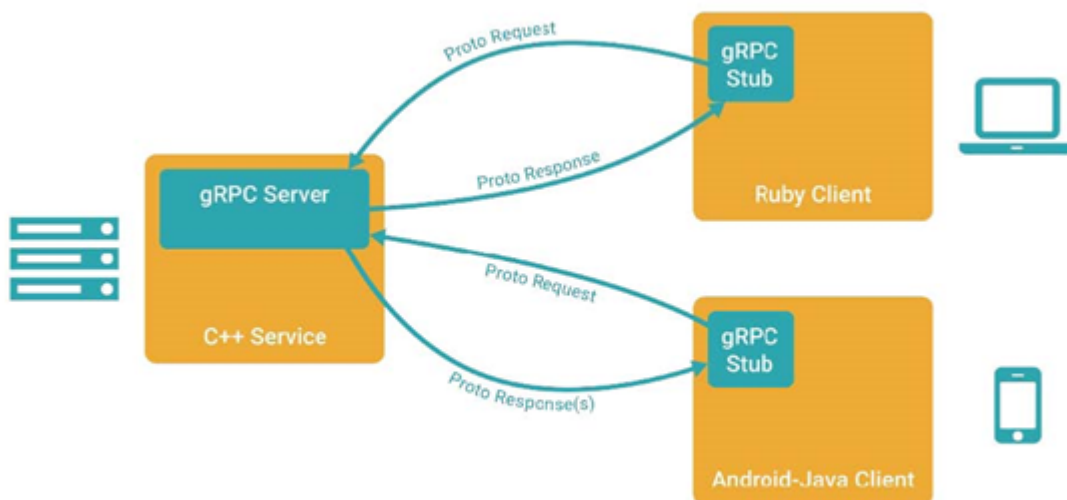 Proto Request
gRPC
Stub
Proto Response
Ruby Client
gRPC Server
C++ Service
Proto Request
gRPC
Stub
Proto Response(s)
Android-Java Client